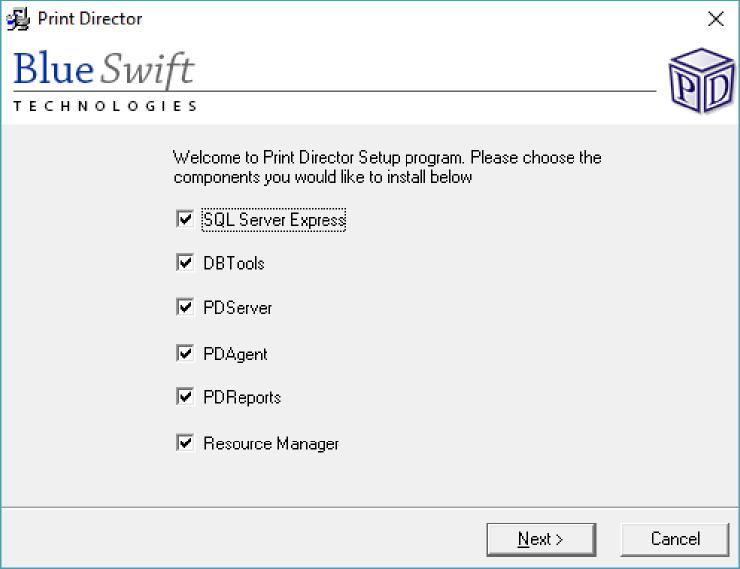 Print Director
Blue Swift
TECHNOLOGIES
PD
Welcome to Print Director Setup program. Please choose the
components you would like to install below
SQL Server Express
DBTools
PDServer
PDAgent
PDReports
Resource Manager
Next >
Cancel